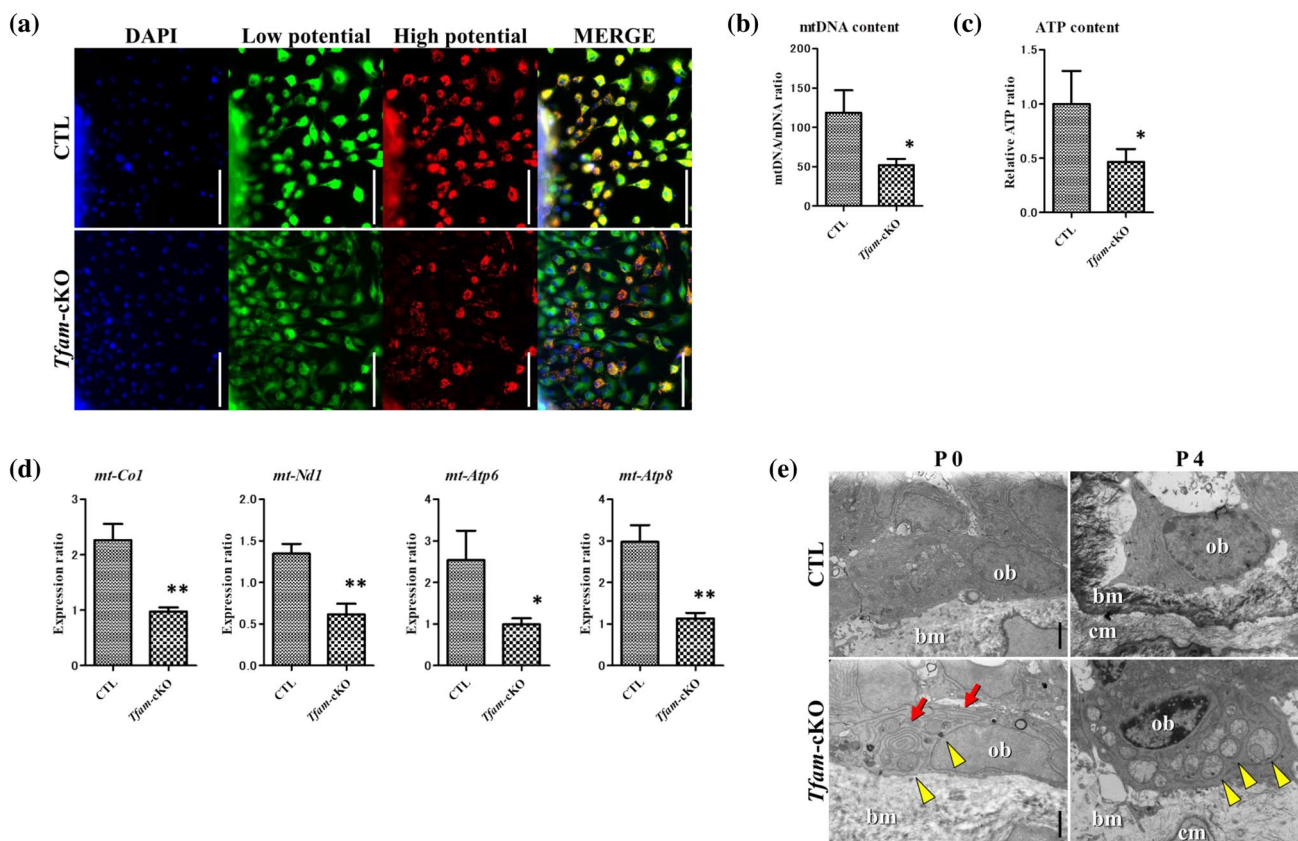 (a)
DAPI Low potential High potential MERGE
CTL
Tfam-cKO
(b)
mtDNA content
mtDNA/nDNA ratio
200
150
100
50
0
CTL
Tfam-cKO
*
(c)
ATP content
Relative ATP ratio
1.5
1.0
0.5
0.0
CTL
Tfam-cKO
*
(d)
mt-Co1
Expression ratio
3
2
1
0
CTL
Tfam-cKO
**
mt-Nd1
Expression ratio
2.0
1.5
1.0
0.5
0.0
CTL
Tfam-cKO
**
mt-Atp6
Expression ratio
4
2
0
CTL
Tfam-cKO
*
mt-Atp8
Expression ratio
4
3
2
1
0
CTL
Tfam-cKO
**
(e)
P 0 P 4
CTL
ob
bm
ob
bm
cm
Tfam-cKO
ob
bm
ob
bm
cm